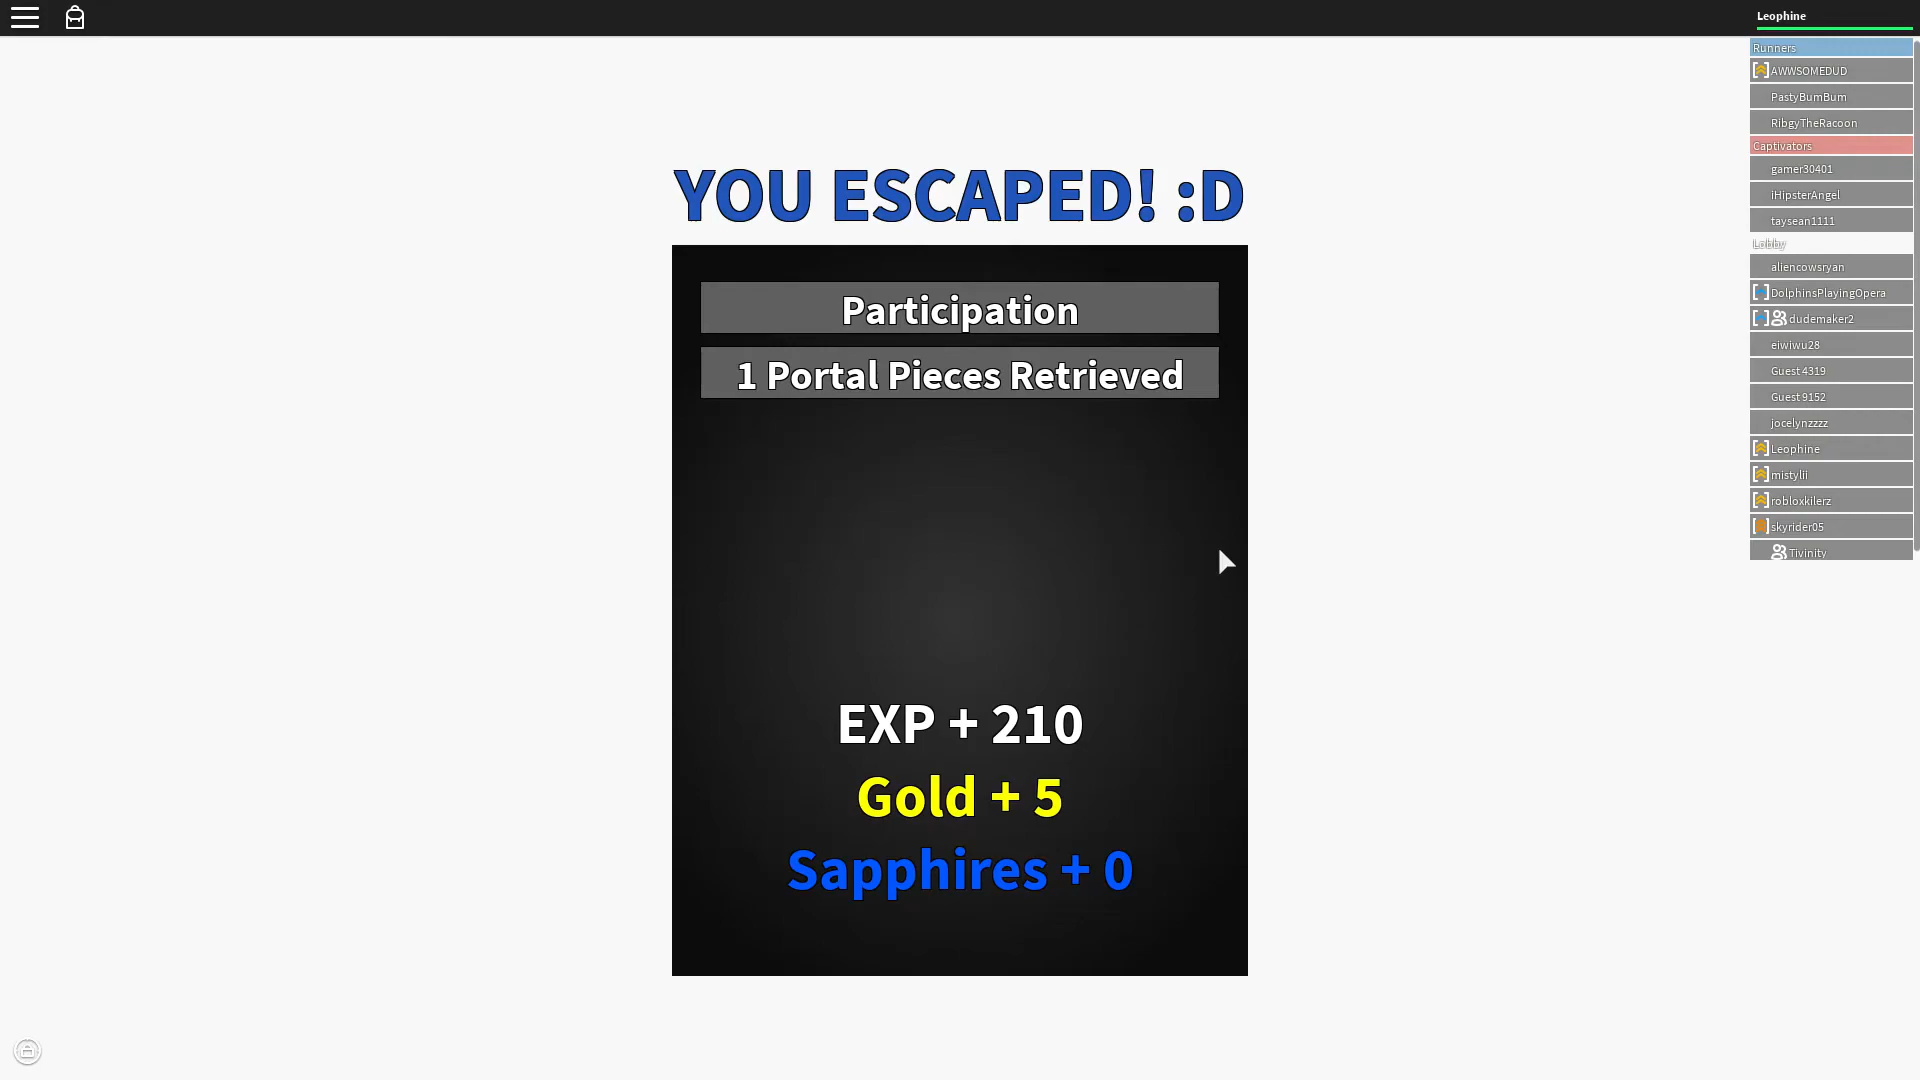 Leophine
Runners
AWWSOMEDUD
PastyBumBum
RibgyTheRacoon
Captivators
gamer30401
iHipsterAngel
taysean1111
Lobby
aliencowsryan
DolphinsPlayingOpera
dudemaker2
eiwiwu28
Guest 4319
Guest 9152
jocelynzzzz
Leophine
mistylii
robloxkilerz
skyrider05
Tivinity
YOU ESCAPED! :D
Participation
1 Portal Pieces Retrieved
EXP + 210
Gold + 5
Sapphires + 0